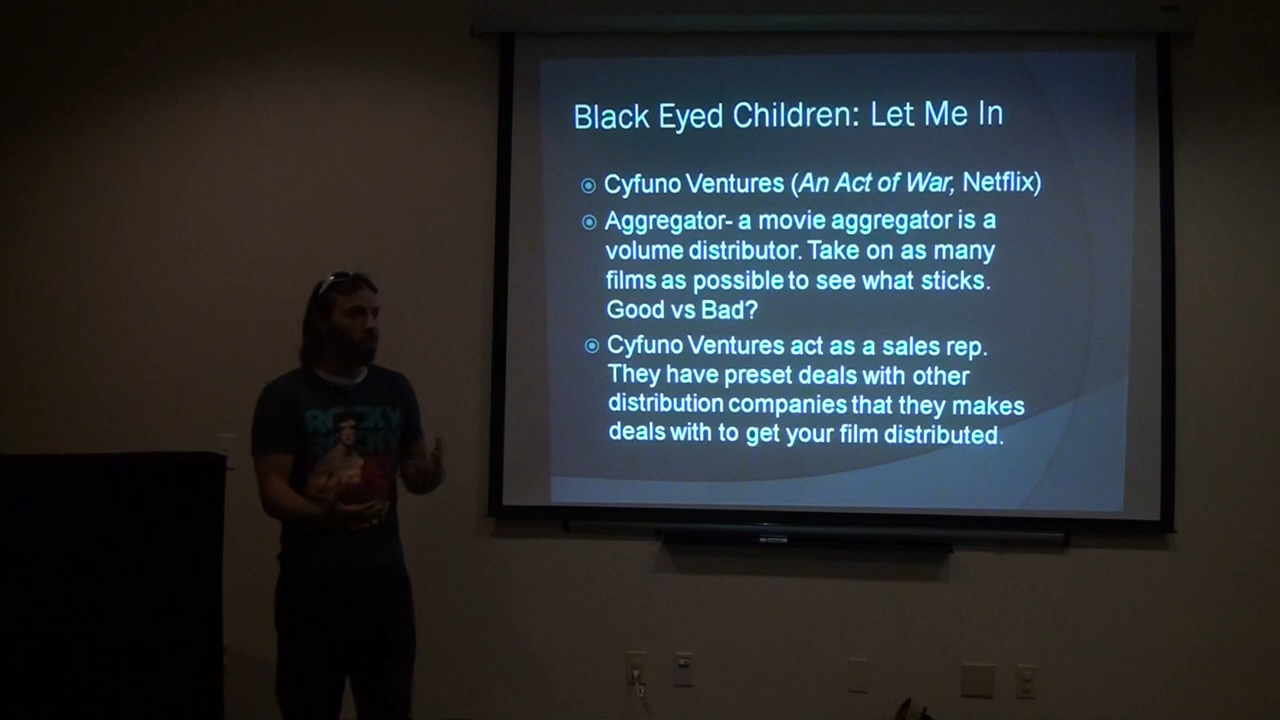 Black Eyed Children: Let Me In
Cyfuno Ventures (An Act of War, Netflix)
Aggregator- a movie aggregator is a
volume distributor. Take on as many
films as possible to see what sticks.
Good vs Bad?
Cyfuno Ventures act as a sales rep.
They have preset deals with other
distribution companies that they makes
deals with to get your film distributed.